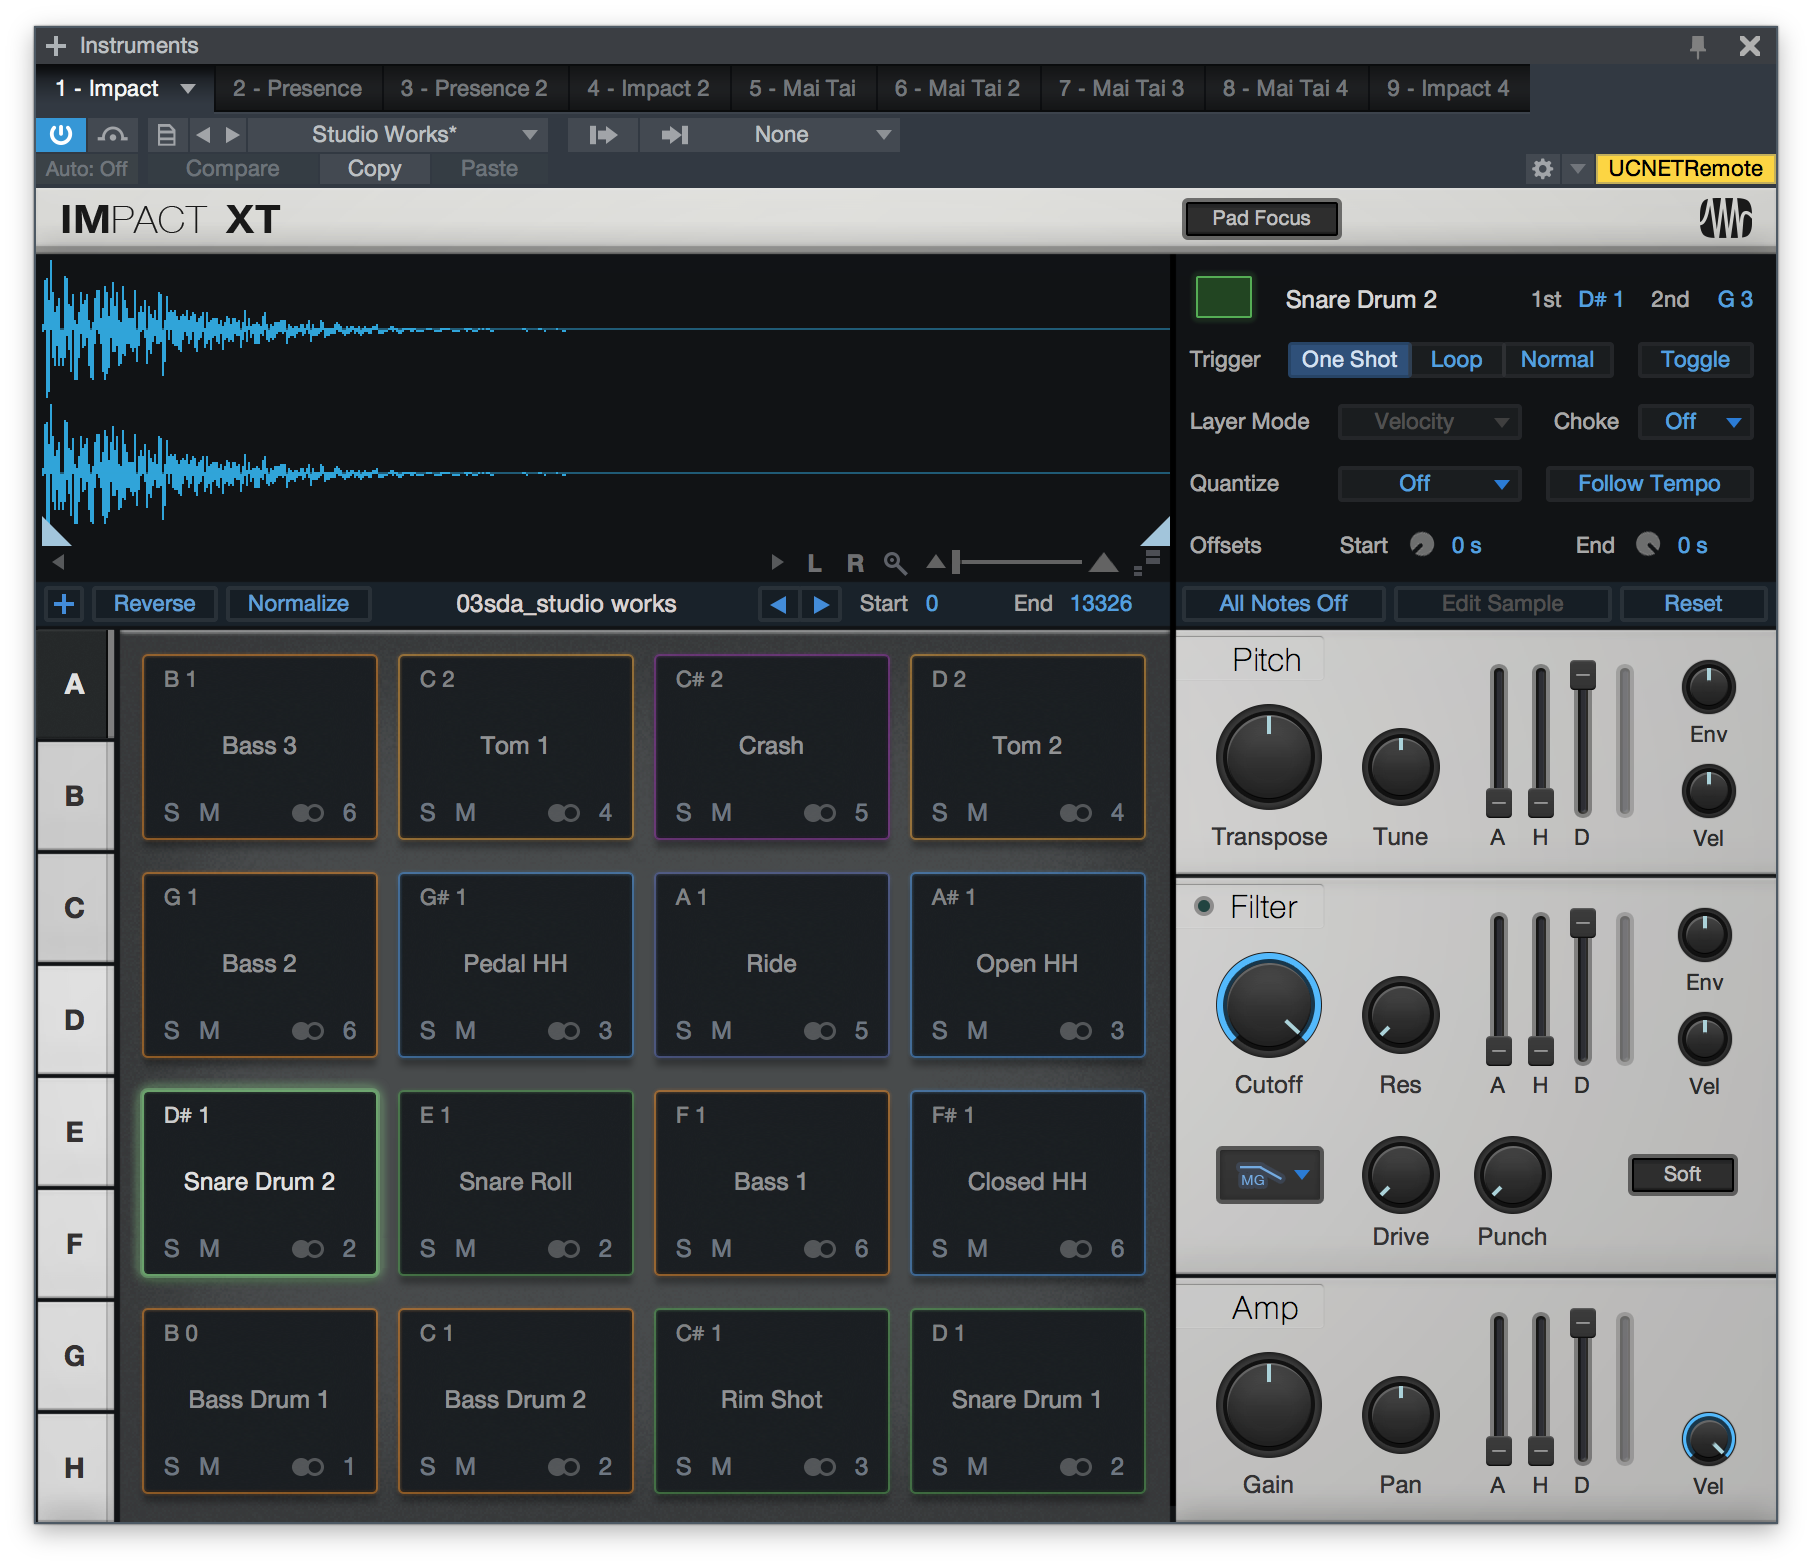 Instruments
1 - Impact 2 - Presence 3 - Presence 2 4 - Impact 2 5 - Mai Tai 6 - Mai Tai 2 7 - Mai Tai 3 8 - Mai Tai 4 9 - Impact 4
Studio Works* None
Auto: Off Compare Copy Paste UCNETRemote
IMPACT XT Pad Focus
Snare Drum 2 1st D# 1 2nd G 3
Trigger One Shot Loop Normal Toggle
Layer Mode Velocity Choke Off
Quantize Off Follow Tempo
Offsets Start 0 s End 0 s
L R
Reverse Normalize 03sda_studio works Start 0 End 13326 All Notes Off Edit Sample Reset
A
B
C
D
E
F
G
H
B 1 C 2 C# 2 D 2
Bass 3 Tom 1 Crash Tom 2
S M 6 S M 4 S M 5 S M 4
G 1 G# 1 A 1 A# 1
Bass 2 Pedal HH Ride Open HH
S M 6 S M 3 S M 5 S M 3
D# 1 E 1 F 1 F# 1
Snare Drum 2 Snare Roll Bass 1 Closed HH
S M 2 S M 2 S M 6 S M 6
B 0 C 1 C# 1 D 1
Bass Drum 1 Bass Drum 2 Rim Shot Snare Drum 1
S M 1 S M 2 S M 3 S M 2
Pitch
Env
Transpose Tune A H D Vel
Filter
Env
Cutoff Res A H D Vel
MG Soft
Drive Punch
Amp
Gain Pan A H D Vel